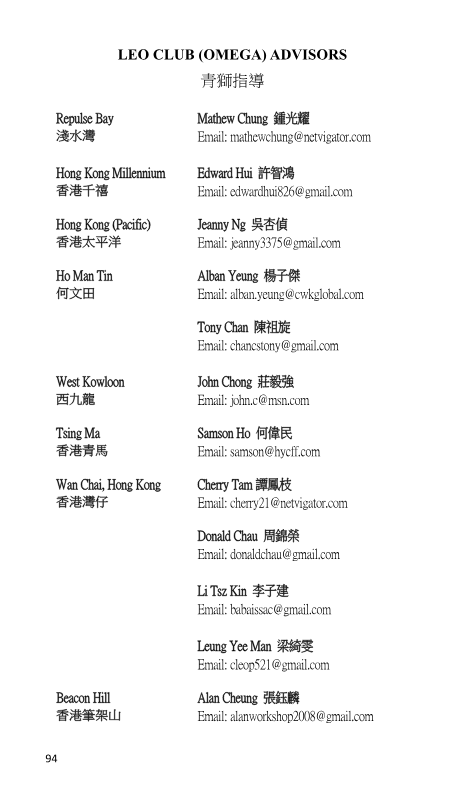 LEO CLUB (OMEGA) ADVISORS
青獅指導
Repulse Bay Mathew Chung 鍾光耀
淺水灣 Email: mathewchung@netvigator.com
Hong Kong Millennium Edward Hui 許智鴻
香港千禧 Email: edwardhui826@gmail.com
Hong Kong (Pacific) Jeanny Ng 吳杏偵
香港太平洋 Email: jeanny3375@gmail.com
Ho Man Tin Alban Yeung 楊子傑
何文田 Email: alban.yeung@cwkglobal.com
Tony Chan 陳祖旋
Email: chancstony@gmail.com
West Kowloon John Chong 莊毅強
西九龍 Email: john.c@msn.com
Tsing Ma Samson Ho 何偉民
香港青馬 Email: samson@hycff.com
Wan Chai, Hong Kong Cherry Tam 譚鳳枝
香港灣仔 Email: cherry21@netvigator.com
Donald Chau 周錦榮
Email: donaldchau@gmail.com
Li Tsz Kin 李子建
Email: babaissac@gmail.com
Leung Yee Man 梁綺雯
Email: cleop521@gmail.com
Beacon Hill Alan Cheung 張鈺麟
香港筆架山 Email: alanworkshop2008@gmail.com
94